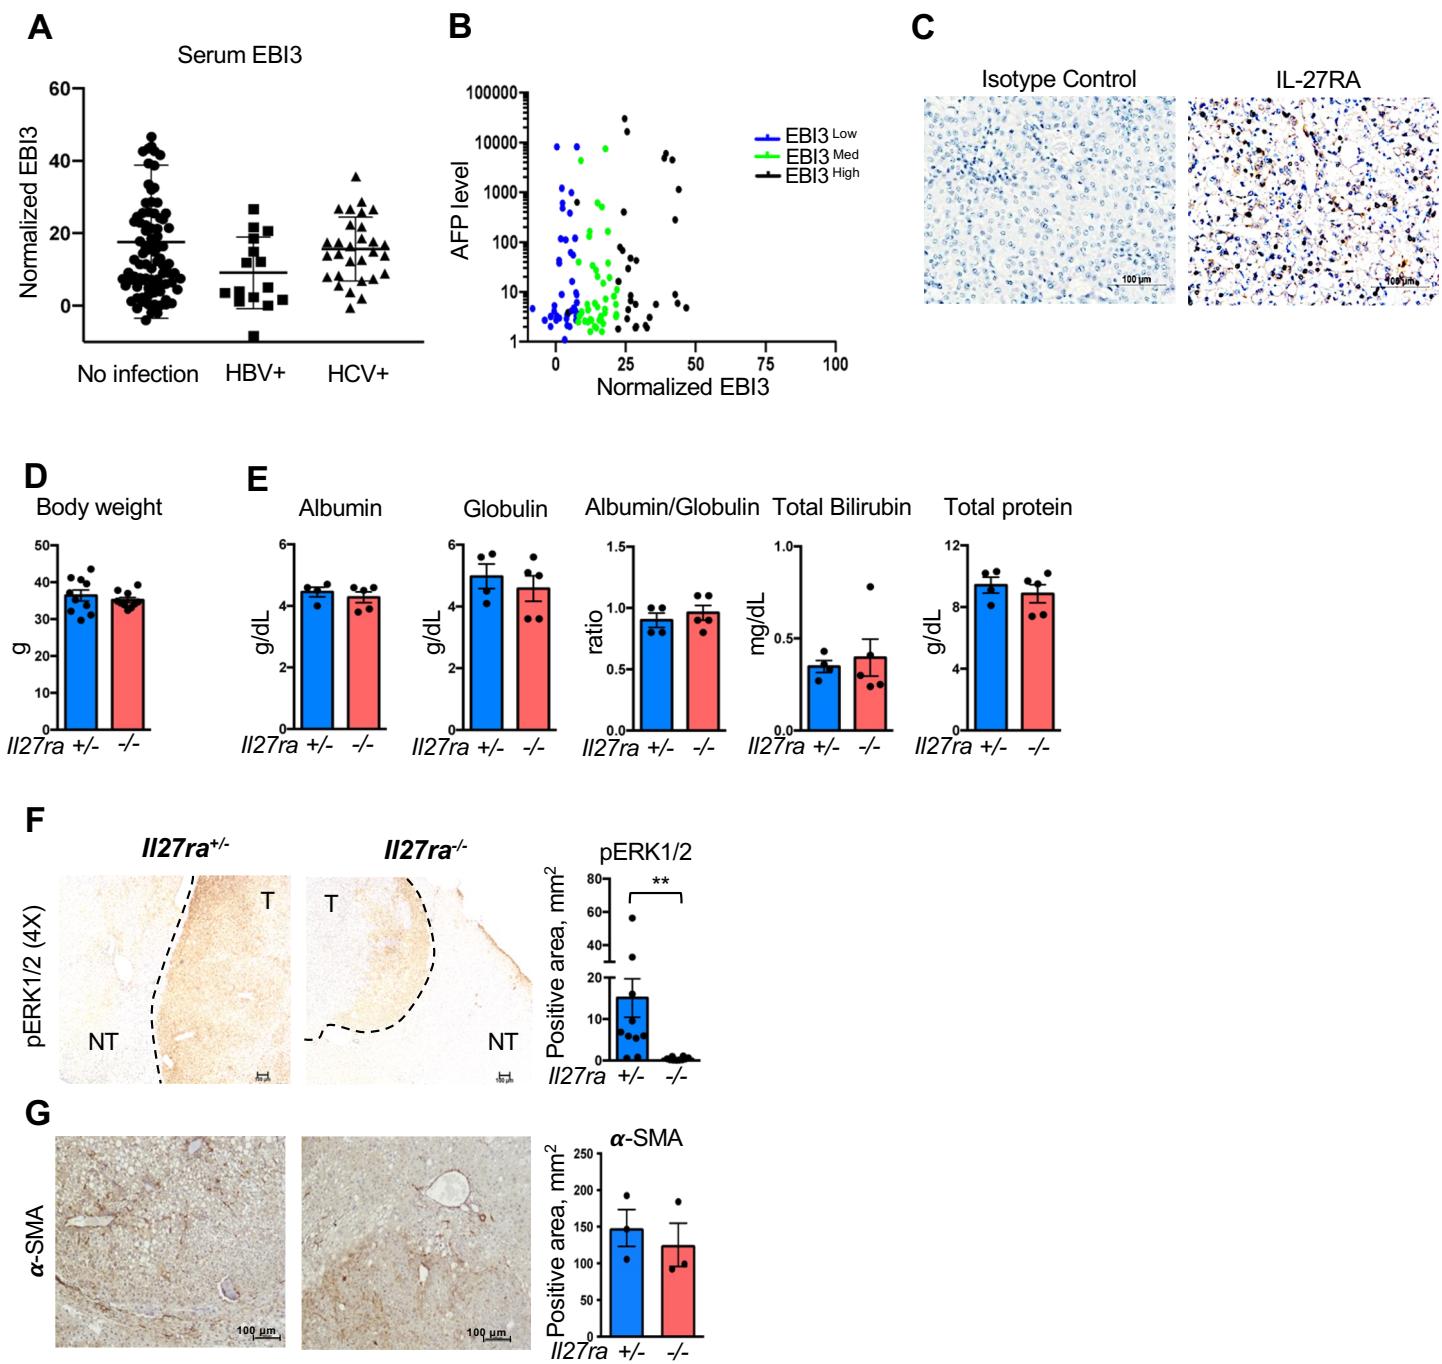 A
Serum EBI3
Normalized EBI3
60
40
20
0
No infection
HBV+
HCV+
B
AFP level
100000
10000
1000
100
10
1
0
25
50
75
100
Normalized EBI3
EBI3 Low
EBI3 Med
EBI3 High
C
Isotype Control
IL-27RA
100 µm
100 µm
D
Body weight
g
50
40
30
20
10
0
Il27ra +/- -/-
E
Albumin
g/dL
6
4
2
0
Il27ra +/- -/-
Globulin
g/dL
6
4
2
0
Il27ra +/- -/-
Albumin/Globulin
ratio
1.5
1.0
0.5
0.0
Il27ra +/- -/-
Total Bilirubin
mg/dL
1.0
0.5
0.0
Il27ra +/- -/-
Total protein
g/dL
12
8
4
0
Il27ra +/- -/-
F
Il27ra+/-
Il27ra-/-
pERK1/2 (4X)
T
NT
100 µm
T
NT
100 µm
pERK1/2
Positive area, mm2
80
60
40
20
10
0
**
Il27ra +/- -/-
G
α-SMA
100 µm
100 µm
α-SMA
Positive area, mm2
250
200
150
100
50
0
Il27ra +/- -/-